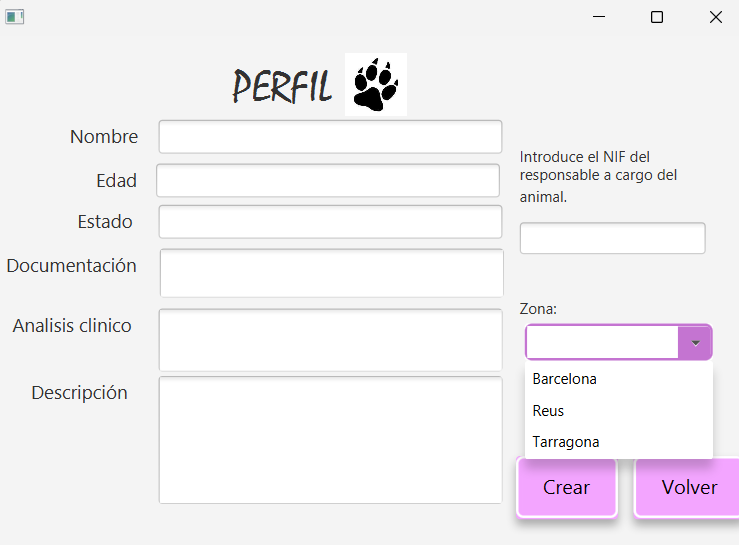 PERFIL
Nombre
Edad
Estado
Documentación
Analisis clinico
Descripción
Introduce el NIF del
responsable a cargo del
animal.
Zona:
Barcelona
Reus
Tarragona
Crear
Volver